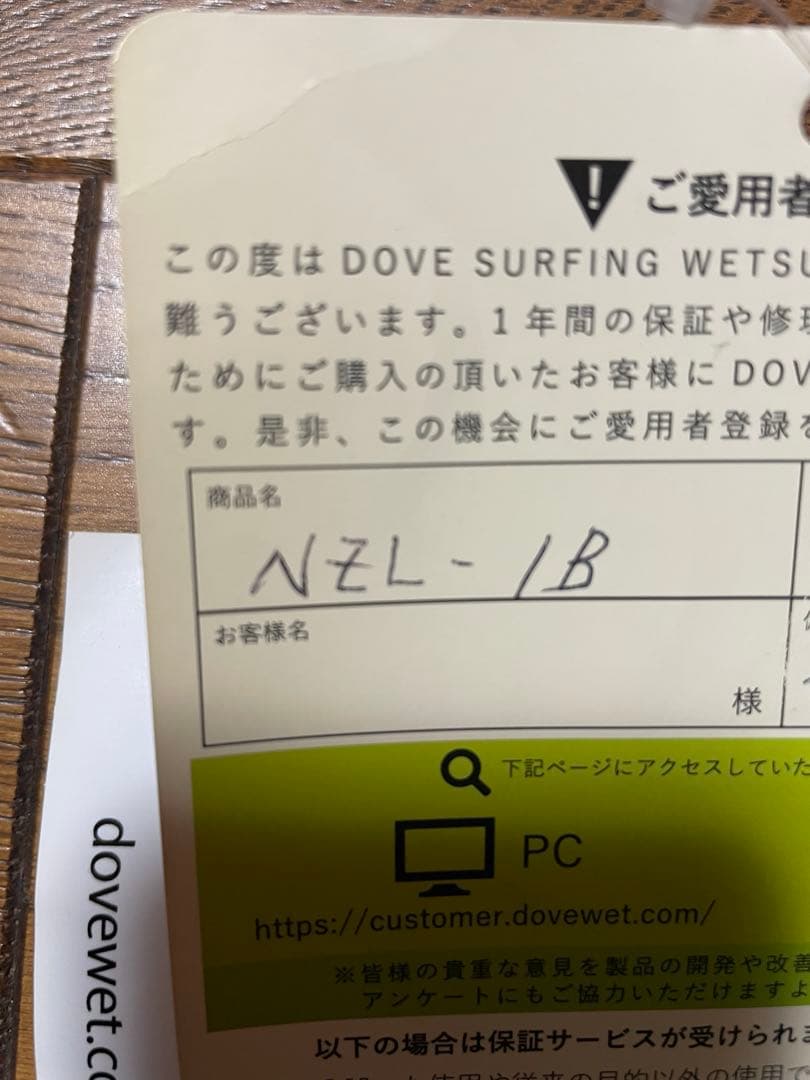 ! ご愛用者
この度は DOVE SURFING WETSU
難うございます。1年間の保証や修理
ためにご購入の頂いたお客様に DOV
す。是非、この機会にご愛用者登録を
商品名
NZL - 1B
お客様名
様
下記ページにアクセスしていた
PC
https://customer.dovewet.com/
※皆様の貴重な意見を製品の開発や改善
アンケートにもご協力いただけますよ
以下の場合は保証サービスが受けられま
dovewet.co